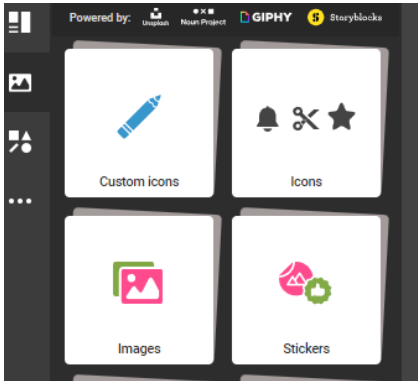 Powered by: Unsplash Noun Project GIPHY S Storyblocks
Custom icons
Icons
Images
Stickers